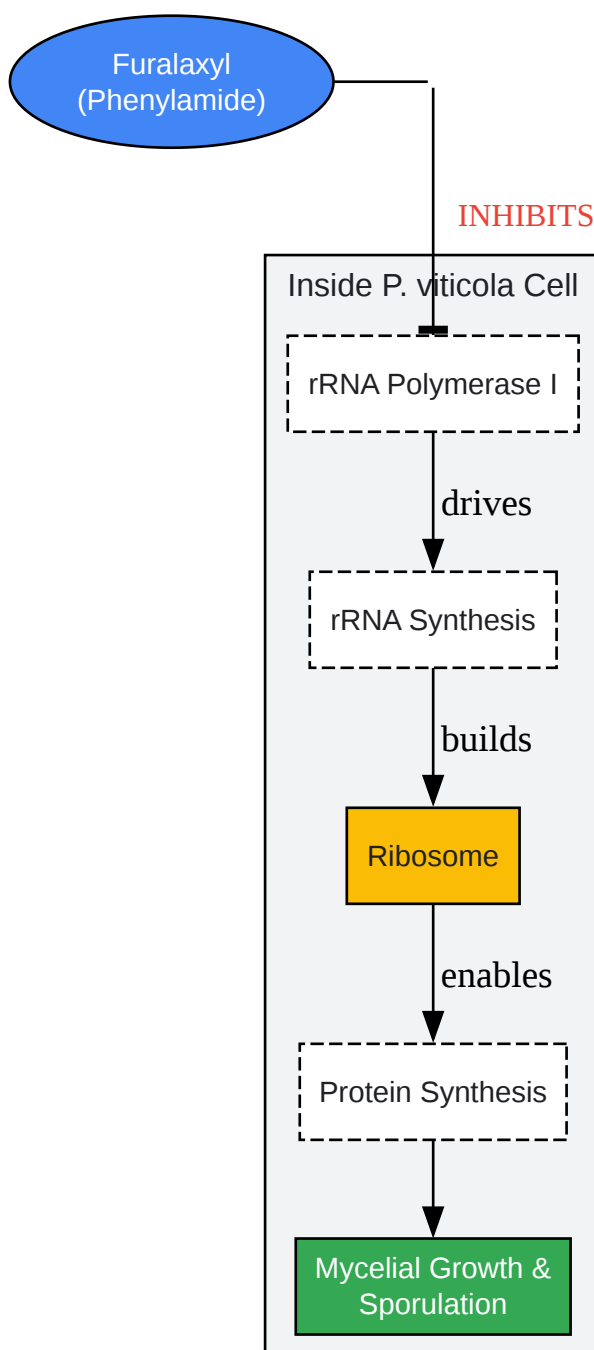 Furalaxyl
(Phenylamide)
INHIBITS
Inside P. viticola Cell
rRNA Polymerase I
drives
rRNA Synthesis
builds
Ribosome
enables
Protein Synthesis
Mycelial Growth &
Sporulation